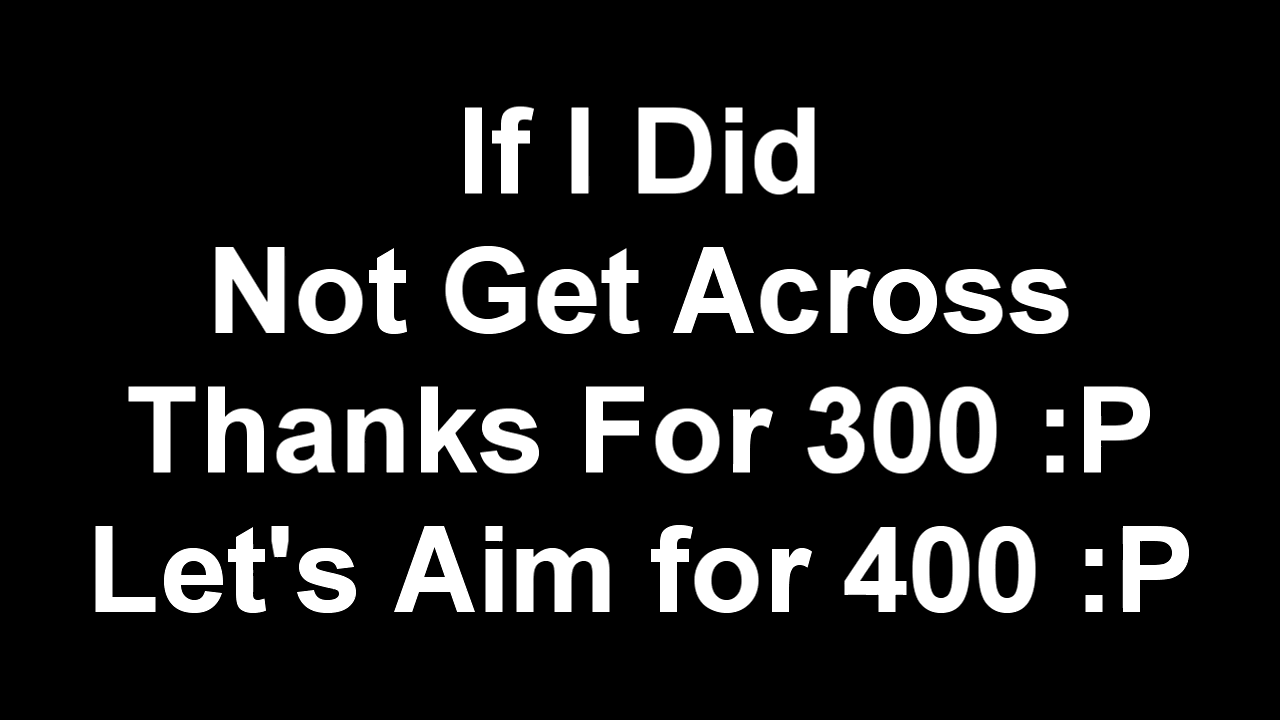 If I Did
Not Get Across
Thanks For 300 :P
Let's Aim for 400 :P